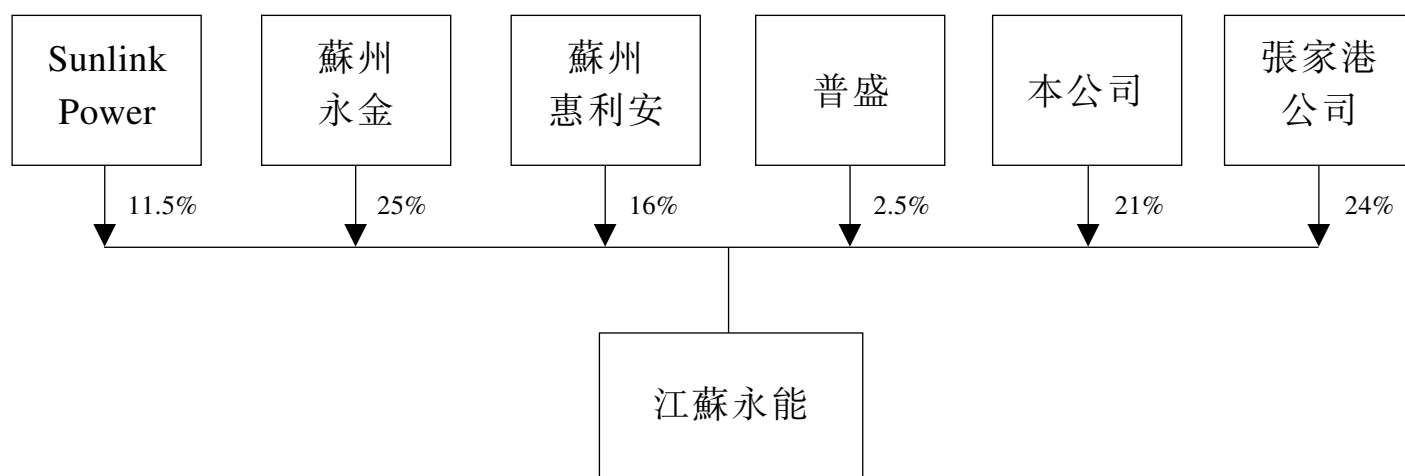 Sunlink
Power
蘇州
永金
蘇州
惠利安
普盛
本公司
張家港
公司
11.5%
25%
16%
2.5%
21%
24%
江蘇永能